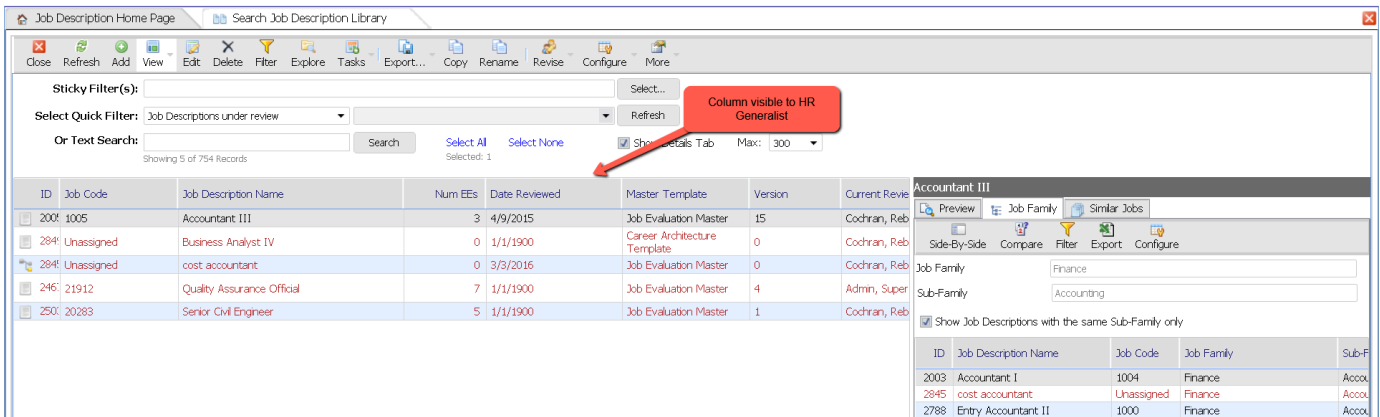 Job Description Home Page Search Job Description Library
Close Refresh Add View Edit Delete Filter Explore Tasks Export... Copy Rename Revise Configure More
Sticky Filter(s): Select...
Select Quick Filter: Job Descriptions under review Refresh
Column visible to HR
Generalist
Or Text Search: Search Select All Select None Show Details Tab Max: 300
Showing 5 of 754 Records Selected: 1
ID Job Code Job Description Name Num EEs Date Reviewed Master Template Version Current Revie
1005 Accountant III 3 4/9/2015 Job Evaluation Master 15 Cochran, Reb
Unassigned Business Analyst IV 0 1/1/1900 Career Architecture Template 0 Cochran, Reb
Unassigned cost accountant 0 3/3/2016 Job Evaluation Master 0 Cochran, Reb
21912 Quality Assurance Official 7 1/1/1900 Job Evaluation Master 4 Admin, Super
20283 Senior Civil Engineer 5 1/1/1900 Job Evaluation Master 1 Cochran, Reb
Accountant III
Preview Job Family Similar Jobs
Side-By-Side Compare Filter Export Configure
Job Family Finance
Sub-Family Accounting
Show Job Descriptions with the same Sub-Family only
ID Job Description Name Job Code Job Family Sub-F
2003 Accountant I 1004 Finance Accou
2845 cost accountant Unassigned Finance Accou
2788 Entry Accountant II 1000 Finance Accou